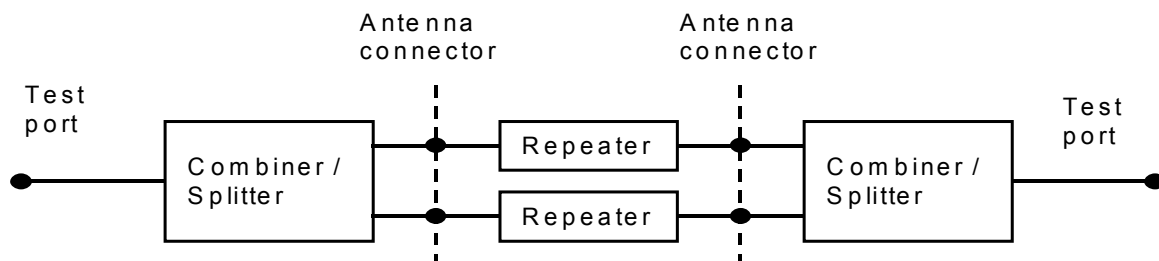 Antenna
connector
Antenna
connector
Test
port
Test
port
Combiner /
Splitter
Repeater
Repeater
Combiner /
Splitter